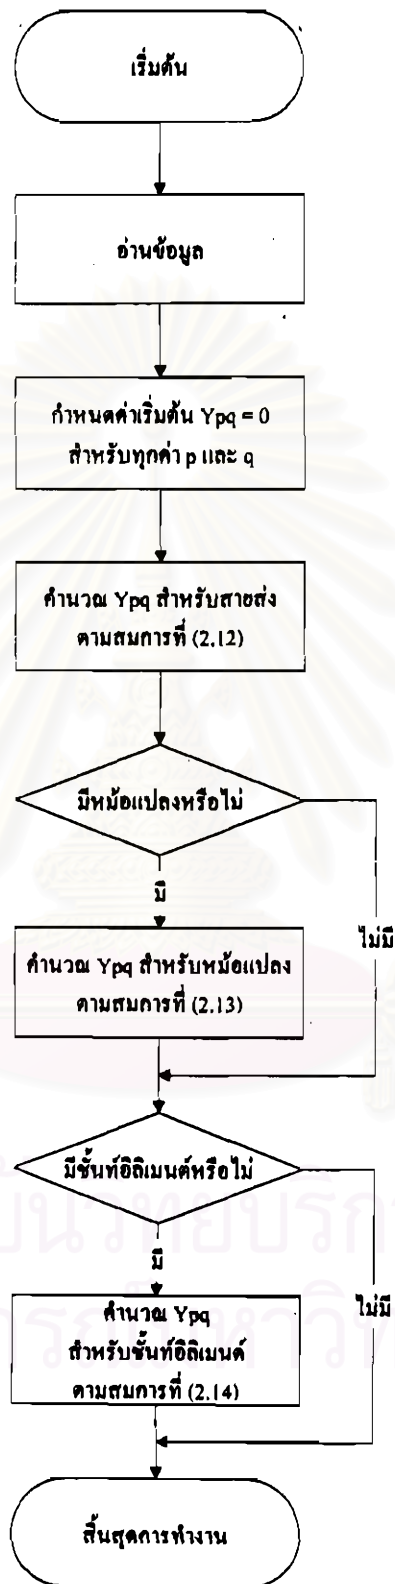 เริ่มต้น
อ่านข้อมูล
กำหนดค่าเริ่มต้น Ypq = 0
สำหรับทุกค่า p และ q
คำนวณ Ypq สำหรับสายส่ง
ตามสมการที่ (2.12)
มีหม้อแปลงหรือไม่
มี
ไม่มี
คำนวณ Ypq สำหรับหม้อแปลง
ตามสมการที่ (2.13)
มีชั้นท์อิลิเมนต์หรือไม่
มี
ไม่มี
คำนวณ Ypq
สำหรับชั้นท์อิลิเมนต์
ตามสมการที่ (2.14)
สิ้นสุดการทำงาน